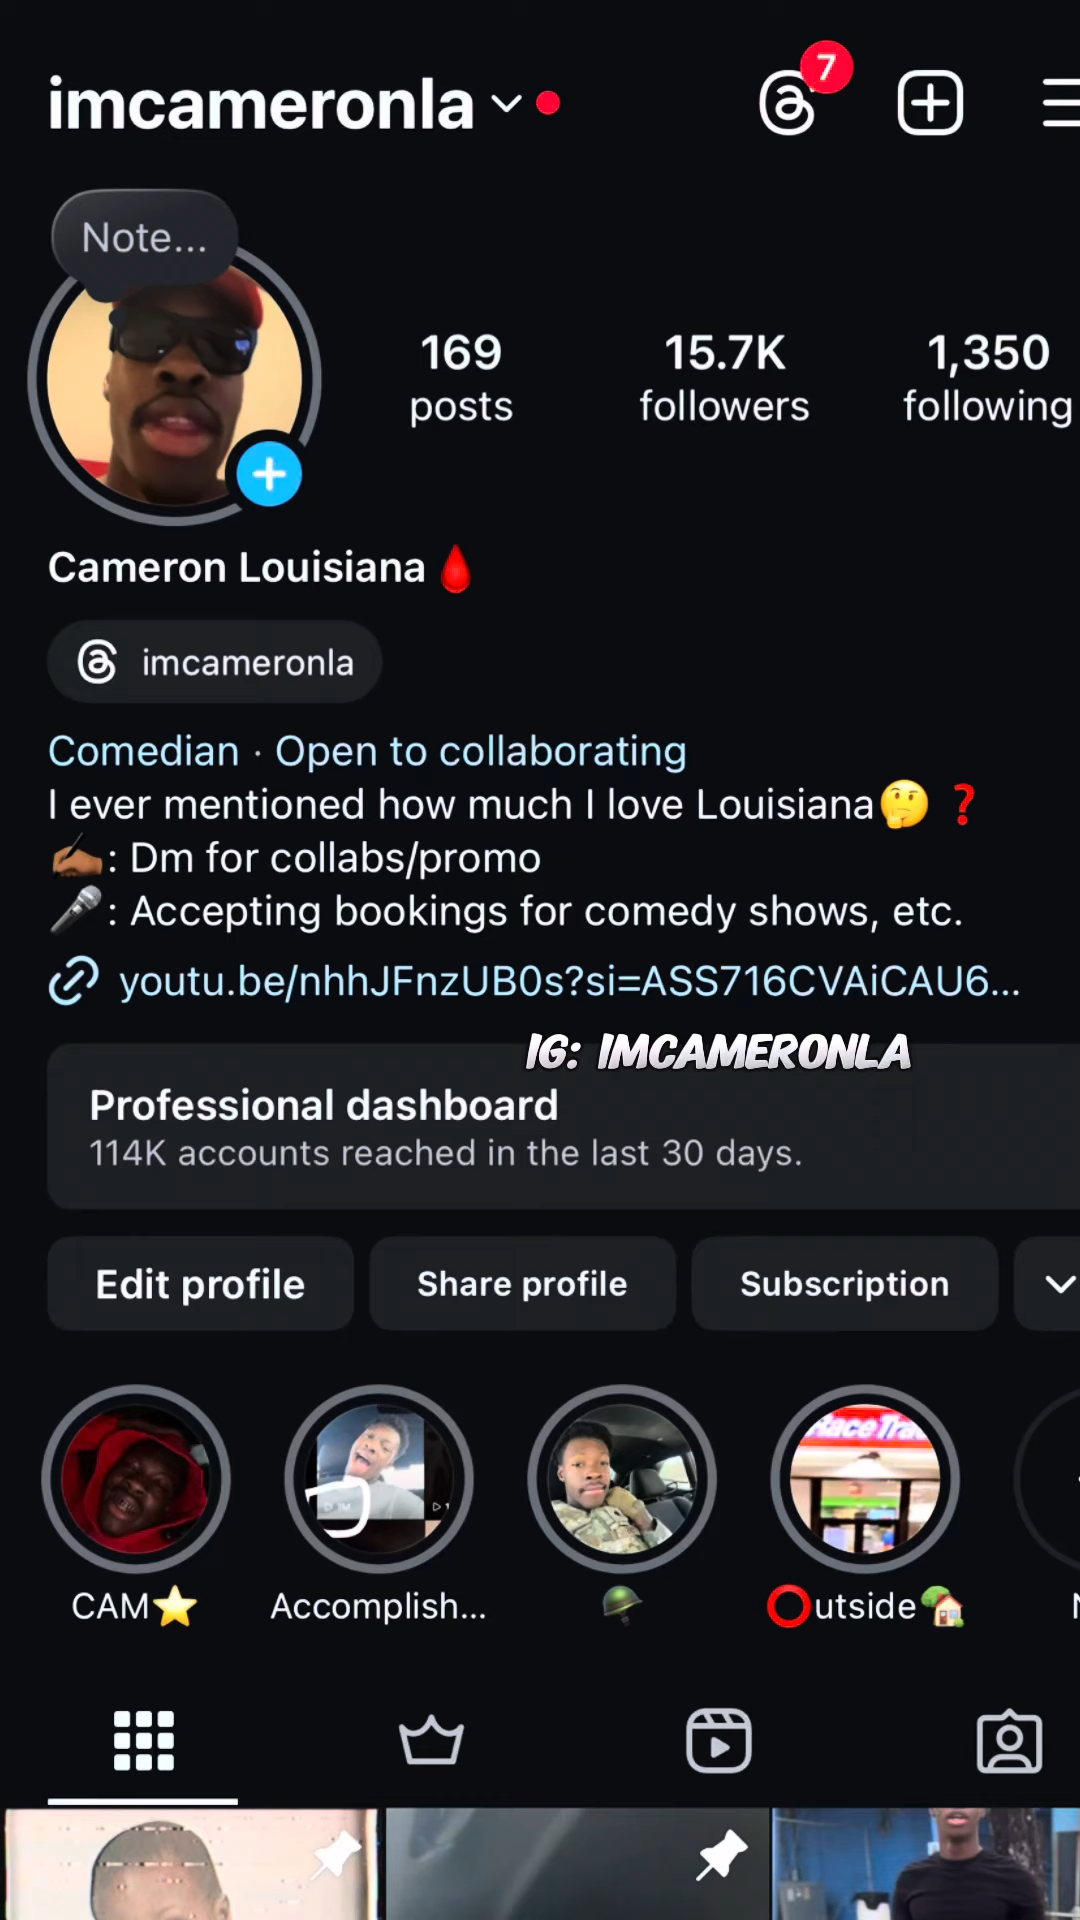 imcameronla
7
Note...
169
posts
15.7K
followers
1,350
following
Cameron Louisiana🩸
imcameronla
Comedian · Open to collaborating
I ever mentioned how much I love Louisiana🤔❓
✍🏾: Dm for collabs/promo
🎤: Accepting bookings for comedy shows, etc.
youtu.be/nhhJFnzUB0s?si=ASS716CVAiCAU6...
IG: IMCAMERONLA
Professional dashboard
114K accounts reached in the last 30 days.
Edit profile
Share profile
Subscription
CAM⭐
Accomplish...
🪖
⭕utside🏡